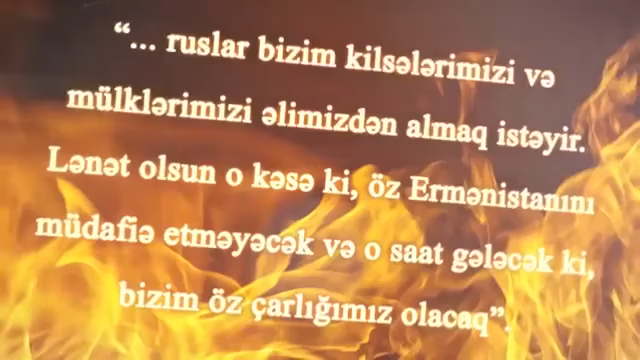 “... ruslar bizim kilsələrimizi və
mülklərimizi əlimizdən almaq istəyir.
Lənət olsun o kəsə ki, öz Ermənistanını
müdafiə etməyəcək və o saat gələcək ki,
bizim öz çarlığımız olacaq”.